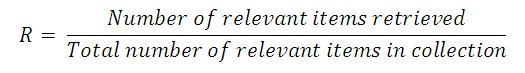 R = Number of relevant items retrieved / Total number of relevant items in collection